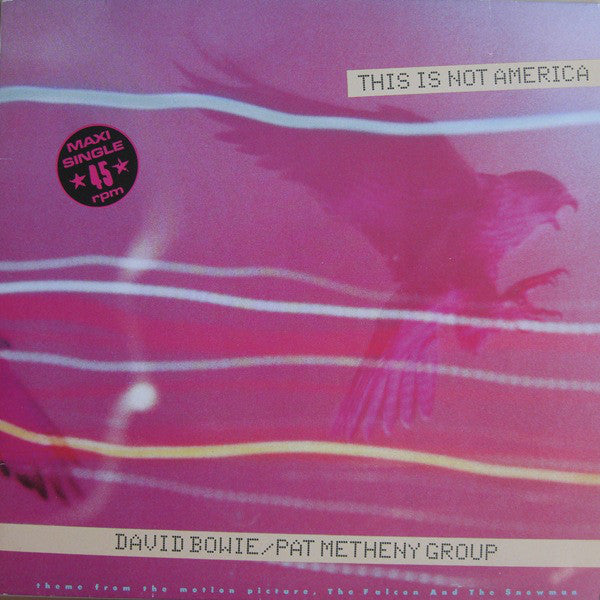 THIS IS NOT AMERICA
MAXI
SINGLE
45
rpm
DAVID BOWIE/PAT METHENY GROUP
theme from the motion picture, The Falcon And The Snowman